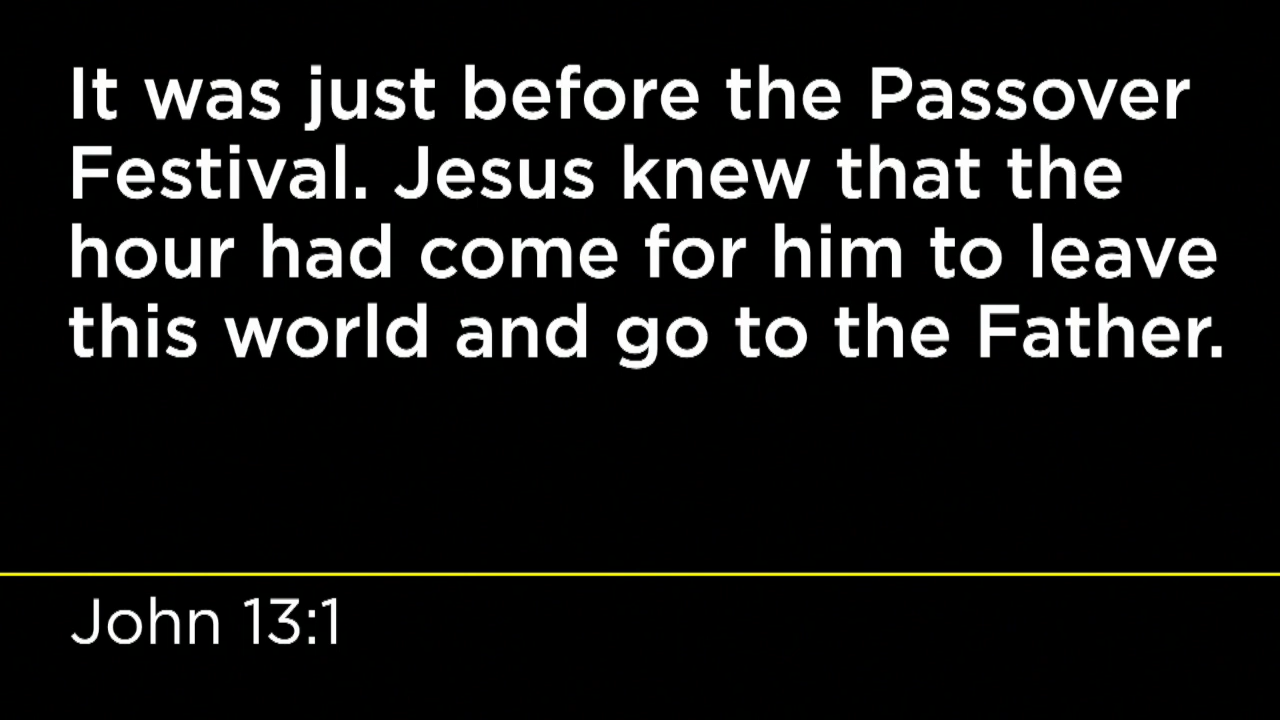 It was just before the Passover
Festival. Jesus knew that the
hour had come for him to leave
this world and go to the Father.
John 13:1